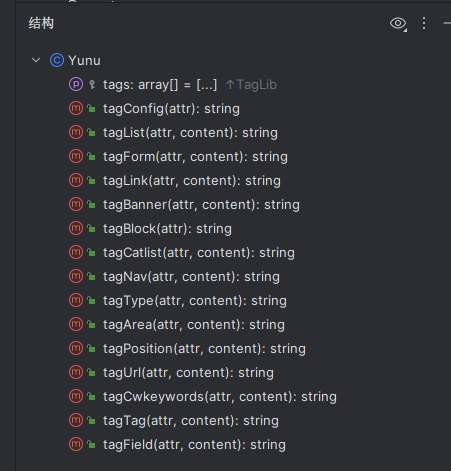 结构
Yunu
tags: array[] = [...] ↑TagLib
tagConfig(attr): string
tagList(attr, content): string
tagForm(attr, content): string
tagLink(attr, content): string
tagBanner(attr, content): string
tagBlock(attr): string
tagCatlist(attr, content): string
tagNav(attr, content): string
tagType(attr, content): string
tagArea(attr, content): string
tagPosition(attr, content): string
tagUrl(attr, content): string
tagCwkeywords(attr, content): string
tagTag(attr, content): string
tagField(attr, content): string